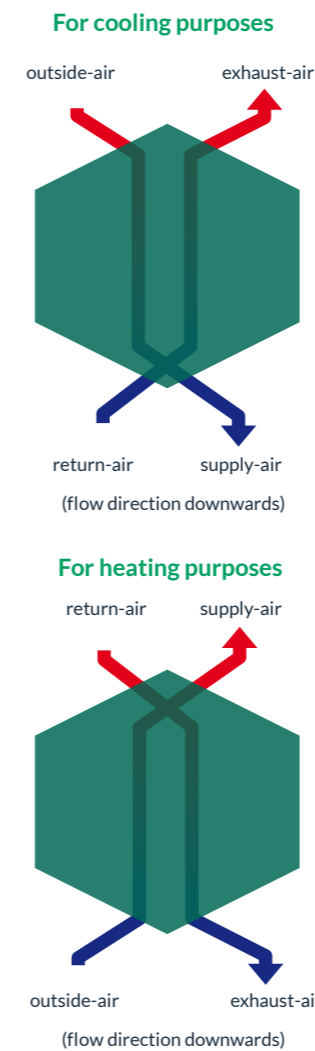 For cooling purposes
outside-air exhaust-air
return-air supply-air
(flow direction downwards)
For heating purposes
return-air supply-air
outside-air exhaust-ai
(flow direction downwards)